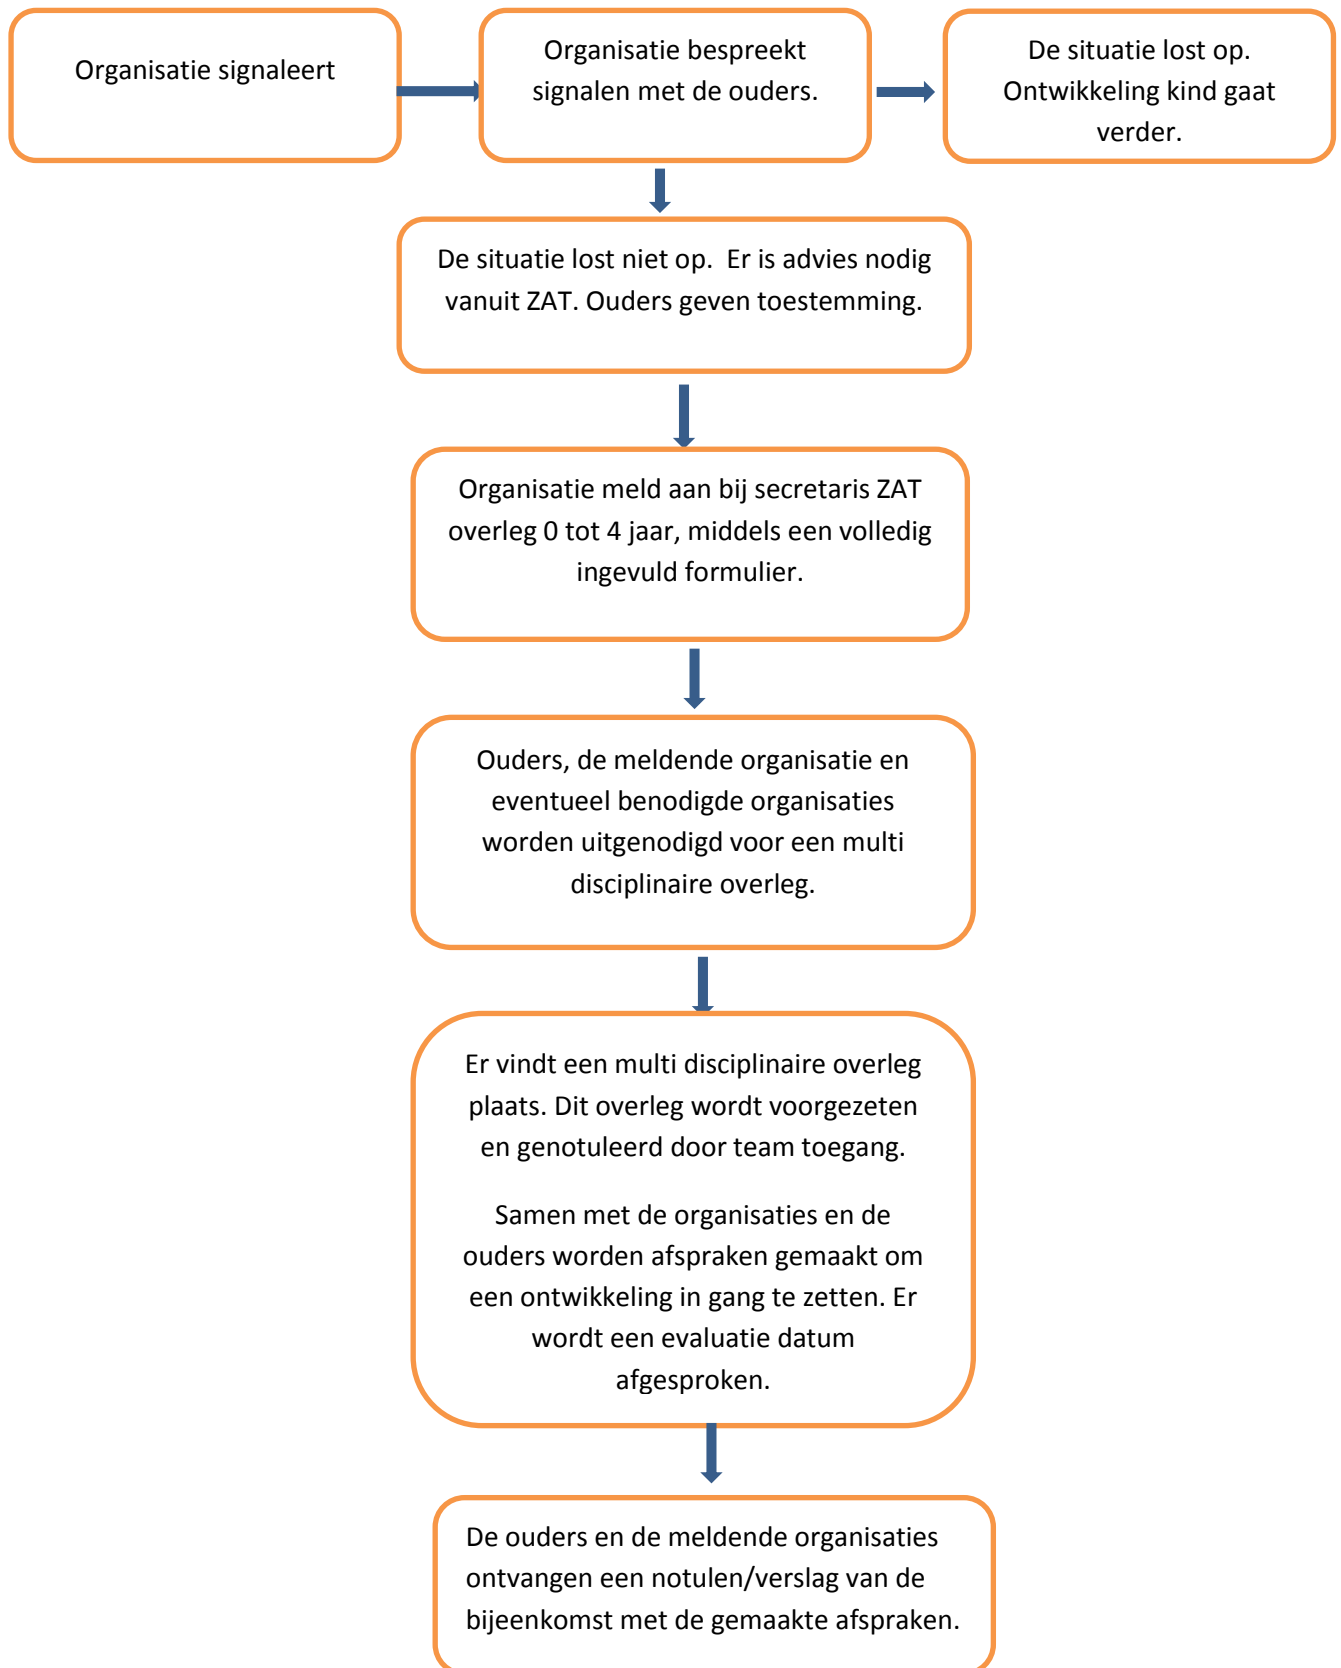 Organisatie signaleert
Organisatie bespreekt
signalen met de ouders.
De situatie lost op.
Ontwikkeling kind gaat
verder.
De situatie lost niet op.  Er is advies nodig
vanuit ZAT. Ouders geven toestemming.
Organisatie meld aan bij secretaris ZAT
overleg 0 tot 4 jaar, middels een volledig
ingevuld formulier.
Ouders, de meldende organisatie en
eventueel benodigde organisaties
worden uitgenodigd voor een multi
disciplinaire overleg.
Er vindt een multi disciplinaire overleg
plaats. Dit overleg wordt voorgezeten
en genotuleerd door team toegang.
Samen met de organisaties en de
ouders worden afspraken gemaakt om
een ontwikkeling in gang te zetten. Er
wordt een evaluatie datum
afgesproken.
De ouders en de meldende organisaties
ontvangen een notulen/verslag van de
bijeenkomst met de gemaakte afspraken.